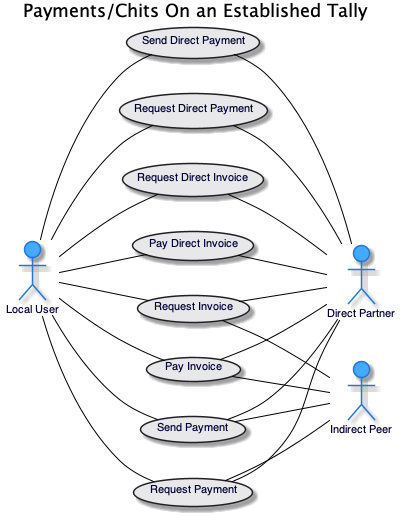 Payments/Chits On an Established Tally
Send Direct Payment
Request Direct Payment
Request Direct Invoice
Pay Direct Invoice
Local User
Direct Partner
Request Invoice
Pay Invoice
Send Payment
Indirect Peer
Request Payment